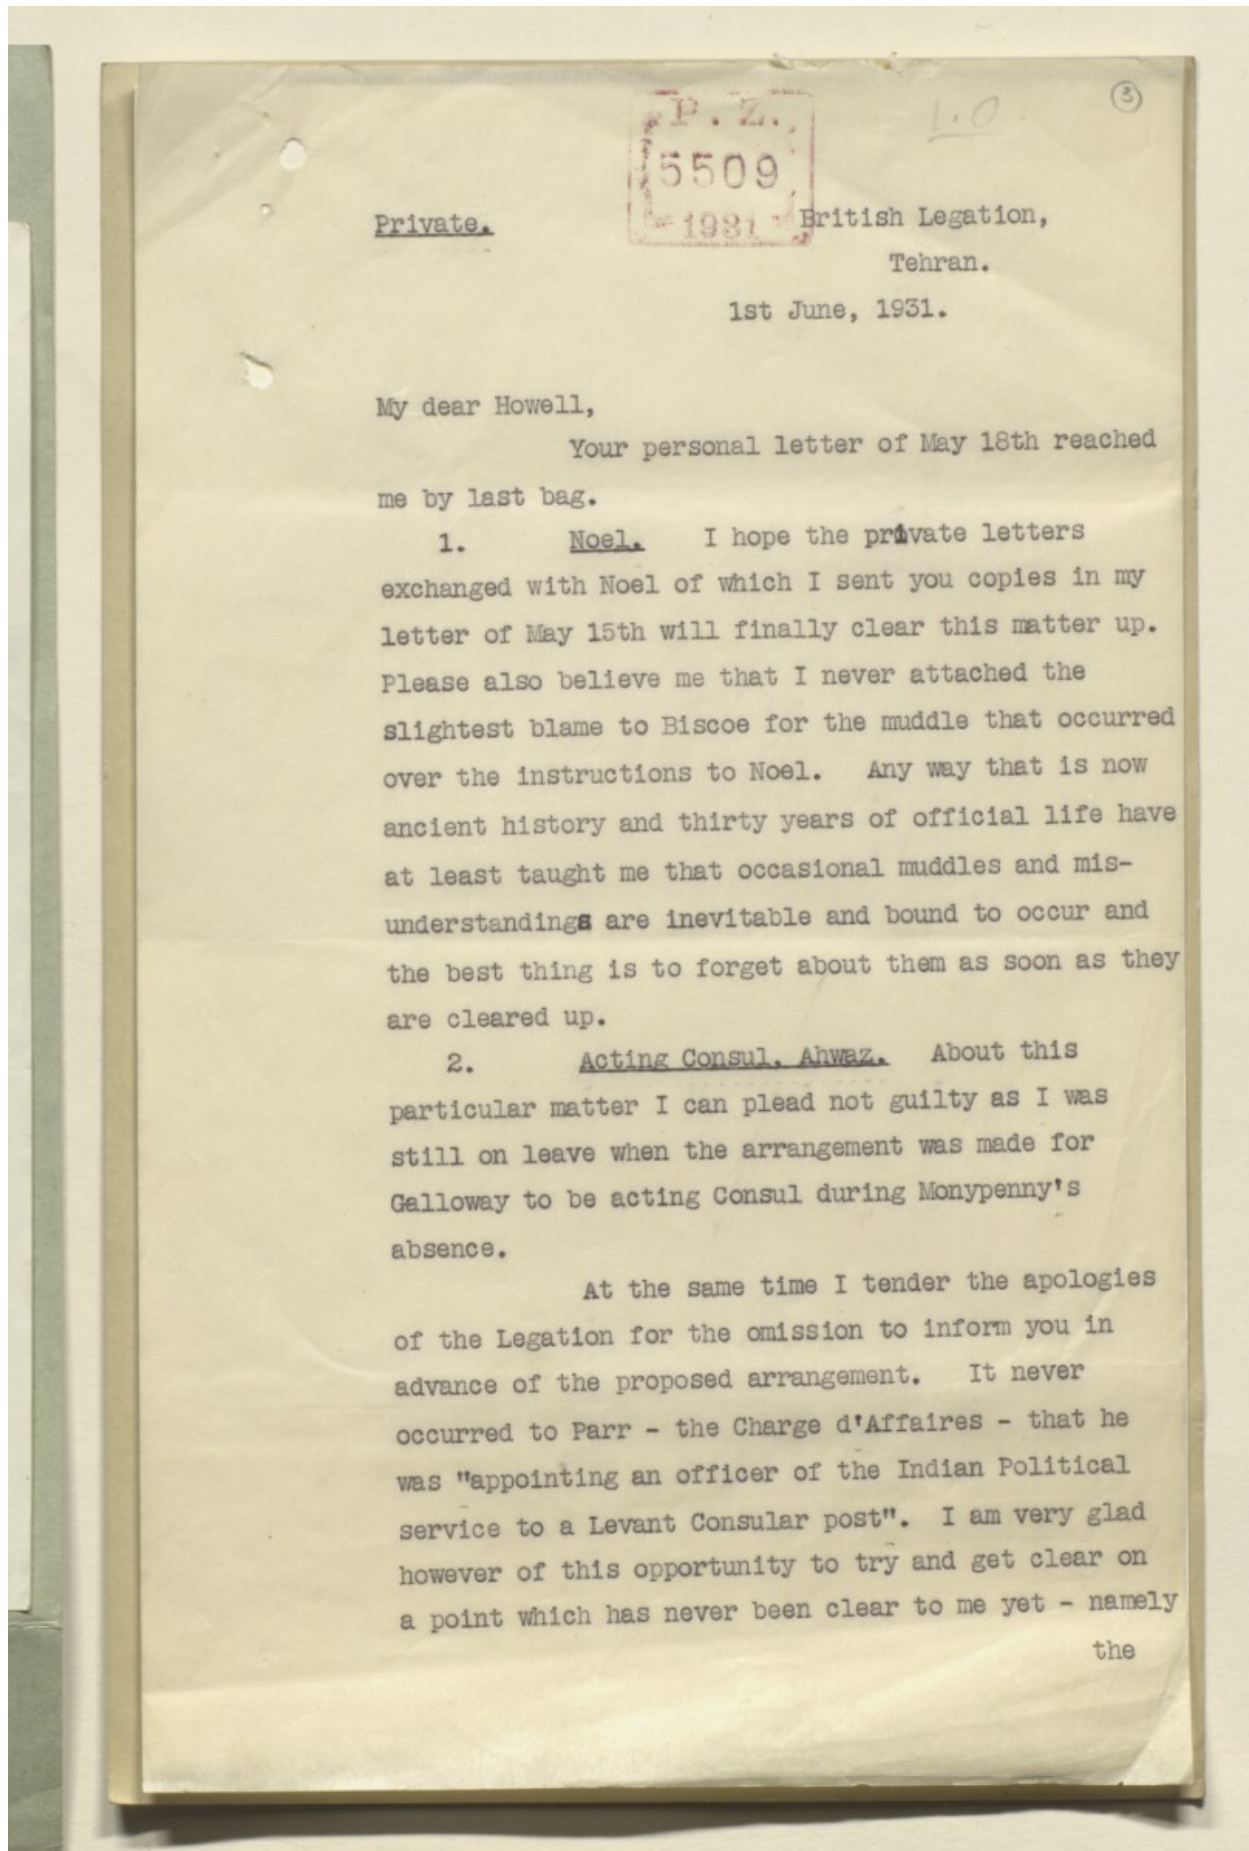 3
1.0
P. Z.
5509
1931
Private.
British Legation,
Tehran.
1st June, 1931.
My dear Howell,
Your personal letter of May 18th reached
me by last bag.
1. Noel. I hope the private letters
exchanged with Noel of which I sent you copies in my
letter of May 15th will finally clear this matter up.
Please also believe me that I never attached the
slightest blame to Biscoe for the muddle that occurred
over the instructions to Noel. Any way that is now
ancient history and thirty years of official life have
at least taught me that occasional muddles and mis-
understandings are inevitable and bound to occur and
the best thing is to forget about them as soon as they
are cleared up.
2. Acting Consul, Ahwaz. About this
particular matter I can plead not guilty as I was
still on leave when the arrangement was made for
Galloway to be acting Consul during Monypenny's
absence.
At the same time I tender the apologies
of the Legation for the omission to inform you in
advance of the proposed arrangement. It never
occurred to Parr - the Charge d'Affaires - that he
was "appointing an officer of the Indian Political
service to a Levant Consular post". I am very glad
however of this opportunity to try and get clear on
a point which has never been clear to me yet - namely
the